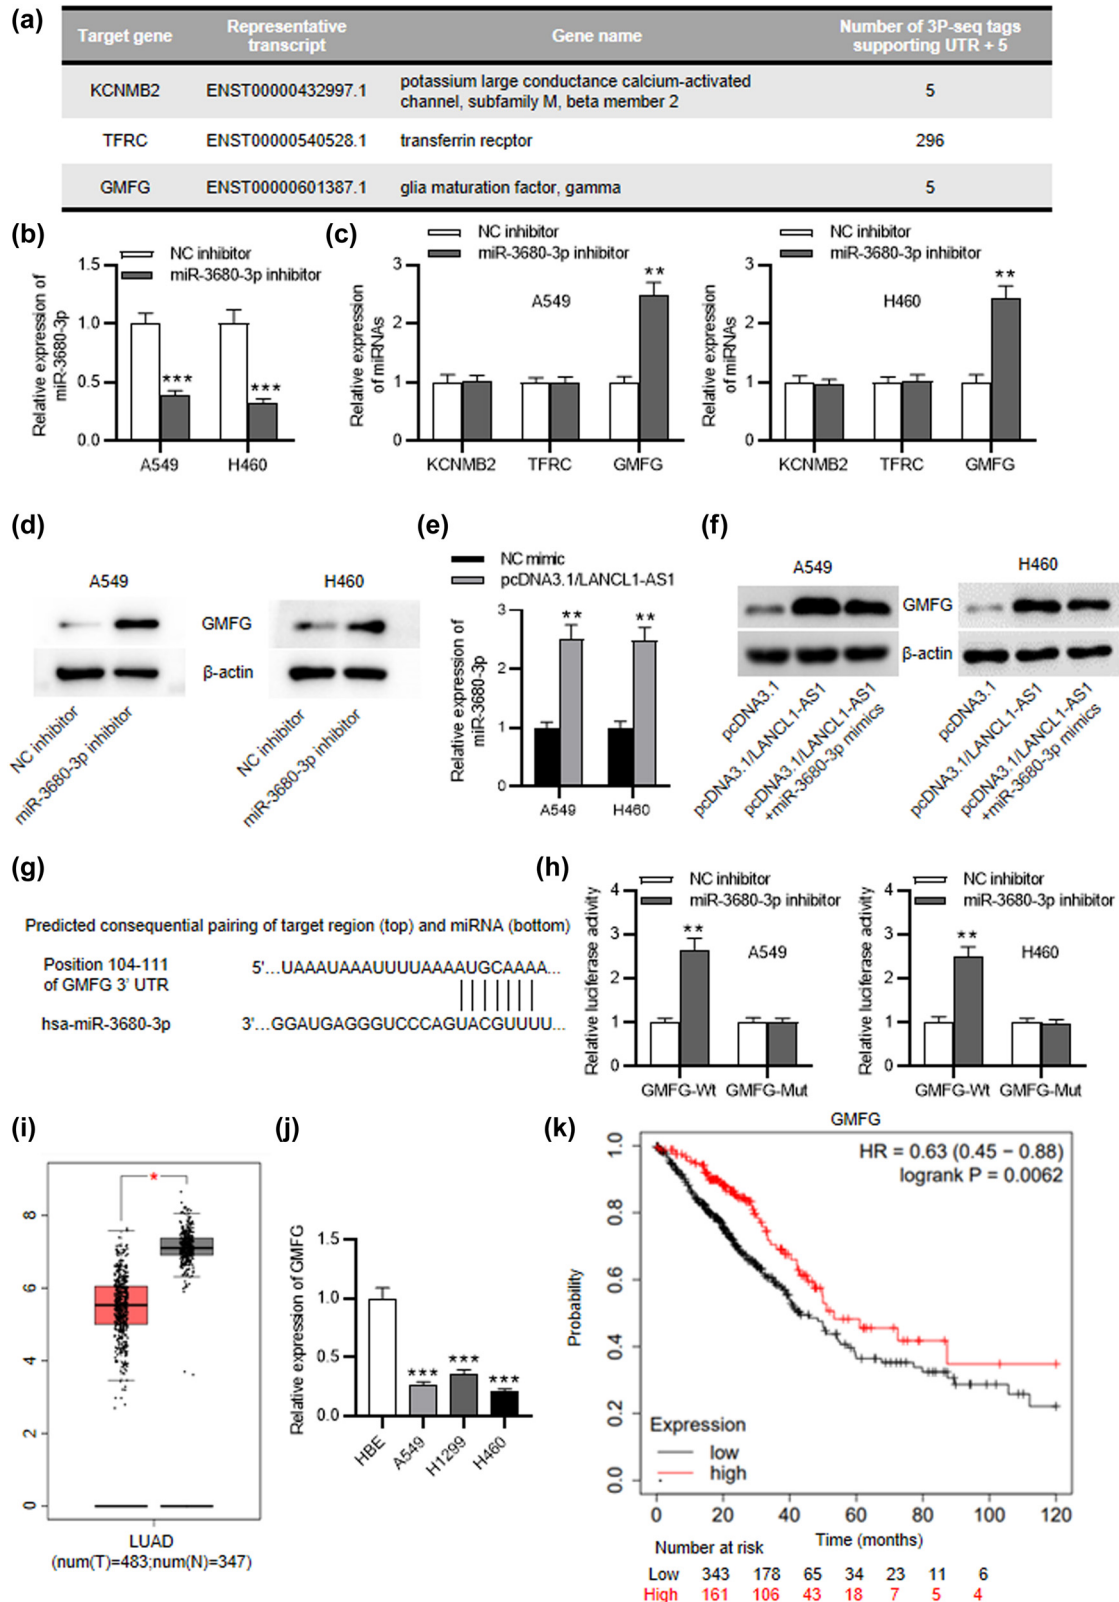 (a)
Target gene
Representative
transcript
Gene name
Number of 3P-seq tags
supporting UTR + 5
KCNMB2
ENST00000432997.1
potassium large conductance calcium-activated
channel, subfamily M, beta member 2
5
TFRC
ENST00000540528.1
transferrin recptor
296
GMFG
ENST00000601387.1
glia maturation factor, gamma
5
(b)
NC inhibitor
miR-3680-3p inhibitor
Relative expression of
miR-3680-3p
1.5
1.0
0.5
0.0
***
***
A549
H460
(c)
NC inhibitor
miR-3680-3p inhibitor
Relative expression
of miRNAs
3
2
1
0
A549
**
KCNMB2
TFRC
GMFG
NC inhibitor
miR-3680-3p inhibitor
Relative expression
of miRNAs
3
2
1
0
H460
**
KCNMB2
TFRC
GMFG
(d)
A549
H460
GMFG
β-actin
NC inhibitor
miR-3680-3p inhibitor
NC inhibitor
miR-3680-3p inhibitor
(e)
NC mimic
pcDNA3.1/LANCL1-AS1
Relative expression of
miR-3680-3p
3
2
1
0
**
**
A549
H460
(f)
A549
H460
GMFG
β-actin
pcDNA3.1
pcDNA3.1/LANCL1-AS1
pcDNA3.1/LANCL1-AS1
+miR-3680-3p mimics
pcDNA3.1
pcDNA3.1/LANCL1-AS1
pcDNA3.1/LANCL1-AS1
+miR-3680-3p mimics
(g)
Predicted consequential pairing of target region (top) and miRNA (bottom)
Position 104-111
of GMFG 3' UTR
5'...UAAAUAAAUUUUAAAAUGCAAAA...
hsa-miR-3680-3p
3'...GGAUGAGGGUCCCAGUACGUUUU...
(h)
NC inhibitor
miR-3680-3p inhibitor
Relative luciferase activity
4
3
2
1
0
**
A549
GMFG-Wt
GMFG-Mut
NC inhibitor
miR-3680-3p inhibitor
Relative luciferase activity
4
3
2
1
0
**
H460
GMFG-Wt
GMFG-Mut
(i)
*
8
6
4
2
0
LUAD
(num(T)=483;num(N)=347)
(j)
Relative expression of GMFG
1.5
1.0
0.5
0.0
***
***
***
HBE
A549
H1299
H460
(k)
GMFG
HR = 0.63 (0.45 − 0.88)
logrank P = 0.0062
Probability
1.0
0.8
0.6
0.4
0.2
0.0
Expression
low
high
0
20
40
60
80
100
120
Time (months)
Number at risk
Low 343 178 65 34 23 11 6
High 161 106 43 18 7 5 4